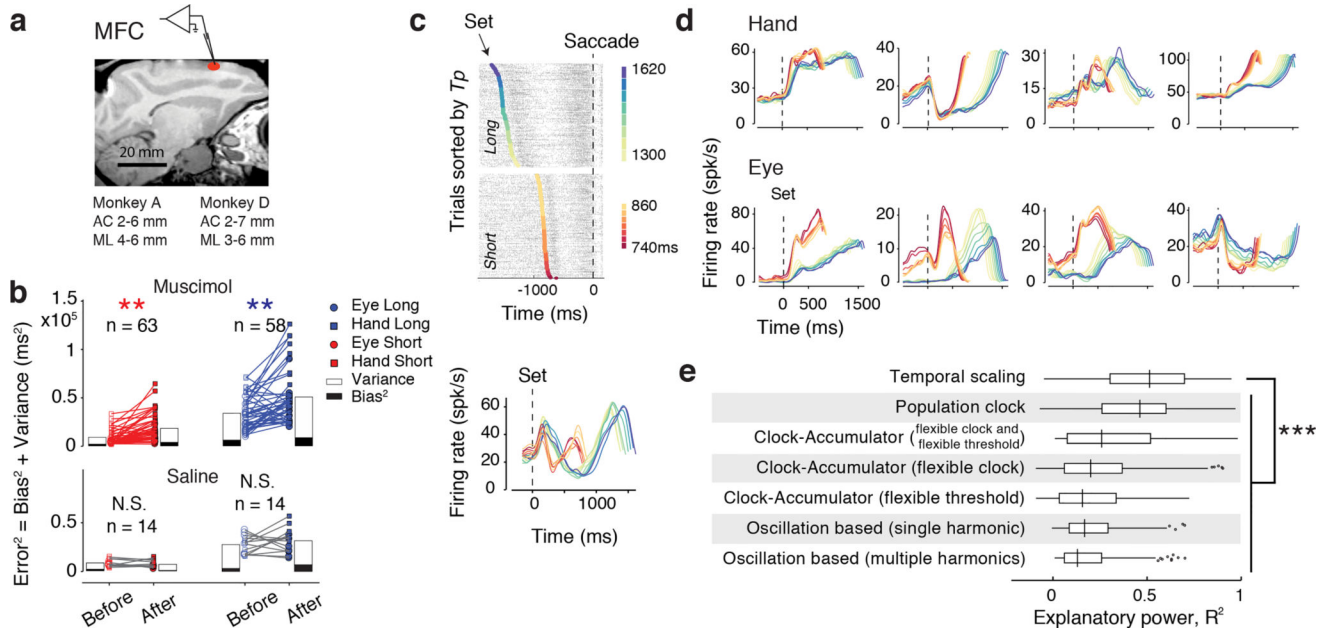 a
MFC
20 mm
Monkey A
AC 2-6 mm
ML 4-6 mm
Monkey D
AC 2-7 mm
ML 3-6 mm
b
Muscimol
1.5
x10⁵
1
0.5
0
**
n = 63
**
n = 58
Eye Long
Hand Long
Eye Short
Hand Short
Variance
Bias²
Error² = Bias² + Variance (ms²)
Saline
0.5
0
N.S.
n = 14
N.S.
n = 14
Before
After
Before
After
c
Set
Saccade
Trials sorted by Tp
Long
Short
1620
1300
860
740ms
-1000
0
Time (ms)
Set
Firing rate (spk/s)
60
40
20
0
0
1000
Time (ms)
d
Hand
60
30
0
40
20
0
30
15
0
100
50
0
Eye
Set
Firing rate (spk/s)
80
40
0
20
10
0
40
20
0
40
20
0
0
500
1500
Time (ms)
e
Temporal scaling
Population clock
Clock-Accumulator (flexible clock and
flexible threshold)
Clock-Accumulator (flexible clock)
Clock-Accumulator (flexible threshold)
Oscillation based (single harmonic)
Oscillation based (multiple harmonics)
***
0
0.5
1
Explanatory power, R²